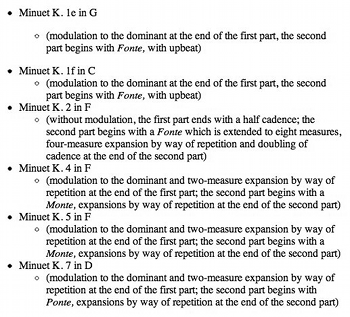 • Minuet K. 1e in G
◦ (modulation to the dominant at the end of the first part, the second
part begins with Fonte, with upbeat)
• Minuet K. 1f in C
◦ (modulation to the dominant at the end of the first part, the second
part begins with Fonte, with upbeat)
• Minuet K. 2 in F
◦ (without modulation, the first part ends with a half cadence; the
second part begins with a Fonte which is extended to eight measures,
four-measure expansion by way of repetition and doubling of
cadence at the end of the second part)
• Minuet K. 4 in F
◦ (modulation to the dominant and two-measure expansion by way of
repetition at the end of the first part; the second part begins with a
Monte, expansions by way of repetition at the end of the second part)
• Minuet K. 5 in F
◦ (modulation to the dominant and two-measure expansion by way of
repetition at the end of the first part; the second part begins with a
Monte, expansions by way of repetition at the end of the second part)
• Minuet K. 7 in D
◦ (modulation to the dominant and two-measure expansion by way of
repetition at the end of the first part; the second part begins with
Ponte, expansions by way of repetition at the end of the second part)